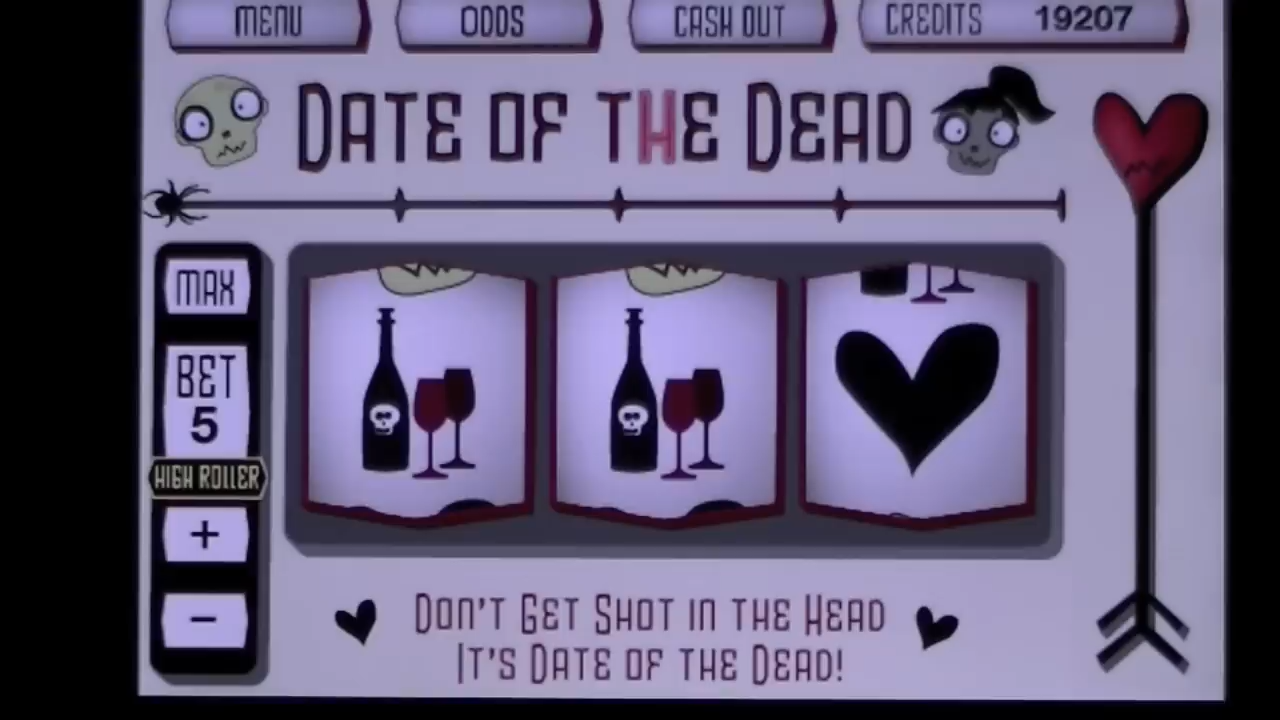 MENU ODDS CASH OUT CREDITS 19207
DATE OF THE DEAD
MAX
BET
5
HIGH ROLLER
+
−
DON'T GET SHOT IN THE HEAD
IT'S DATE OF THE DEAD!